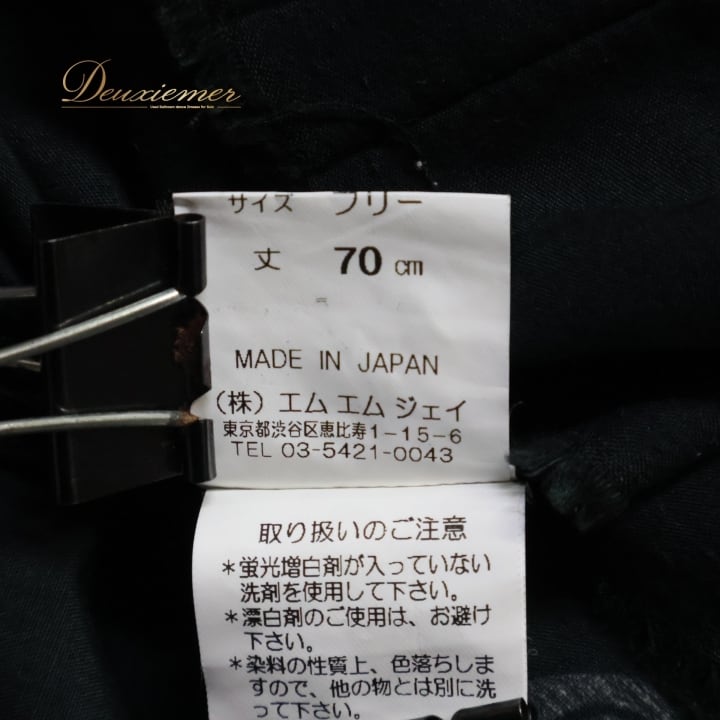 Deuxiemer
サイズ フリー
丈 70 cm
MADE IN JAPAN
(株) エム エム ジェイ
東京都渋谷区恵比寿1-15-6
TEL 03-5421-0043
取り扱いのご注意
*蛍光増白剤が入っていない
洗剤を使用して下さい。
*漂白剤のご使用は、お避け
下さい。
*染料の性質上、色落ちしま
すので、他の物とは別に洗
って下さい。